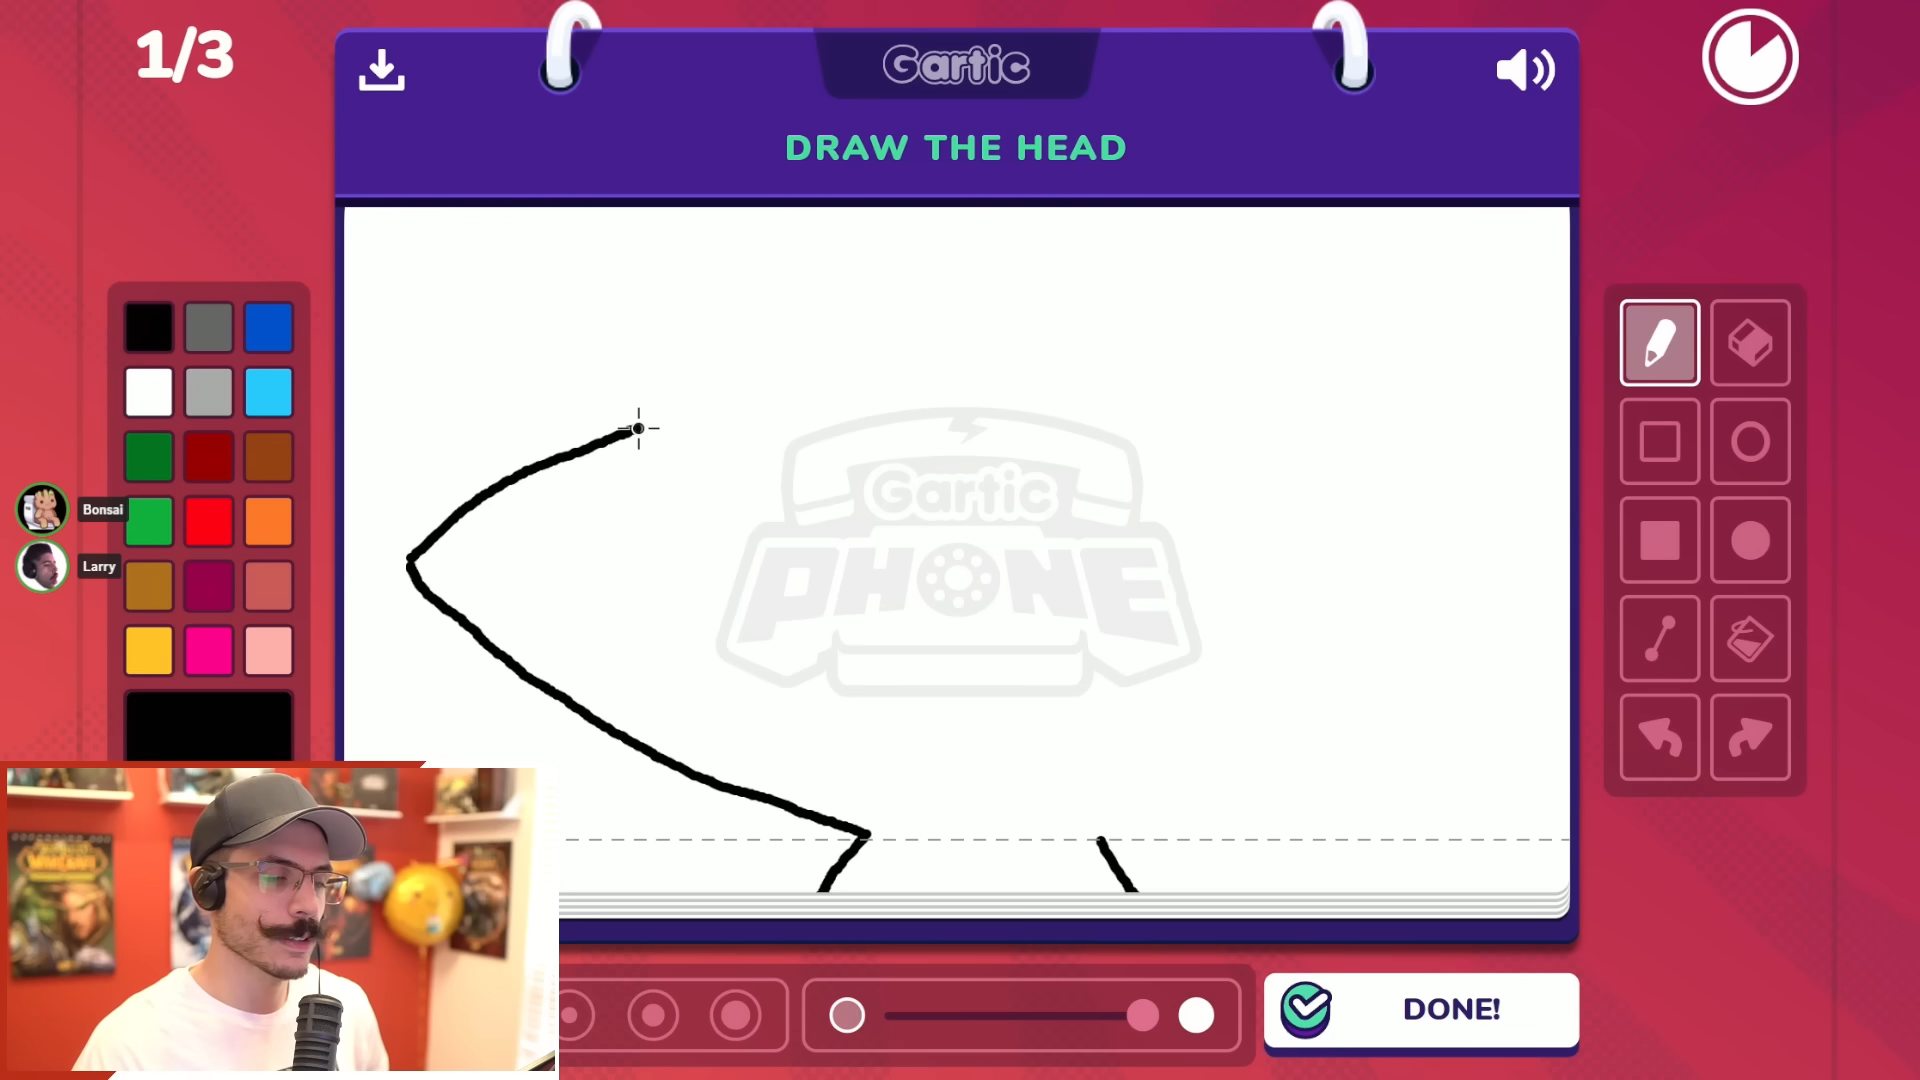 1/3
Gartic
DRAW THE HEAD
Gartic
PHONE
Bonsai
Larry
DONE!